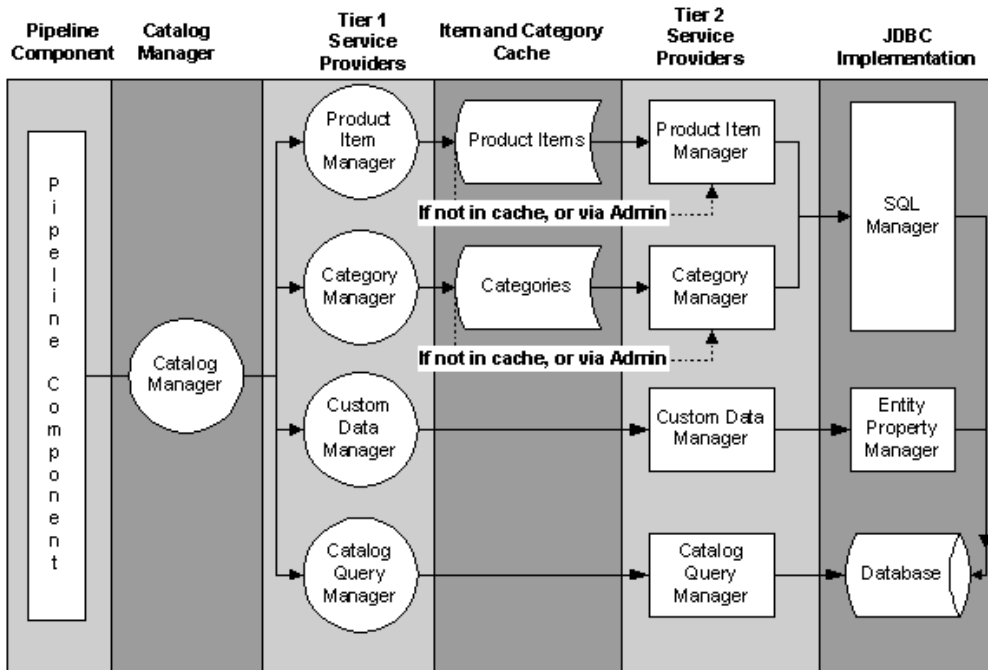 Pipeline
Component
Catalog
Manager
Tier 1
Service
Providers
Item and Category
Cache
Tier 2
Service
Providers
JDBC
Implementation
Pipeline Component
Catalog
Manager
Product
Item
Manager
Product Items
Product Item
Manager
If not in cache, or via Admin
SQL
Manager
Category
Manager
Categories
Category
Manager
If not in cache, or via Admin
Custom
Data
Manager
Custom Data
Manager
Entity
Property
Manager
Catalog
Query
Manager
Catalog
Query
Manager
Database